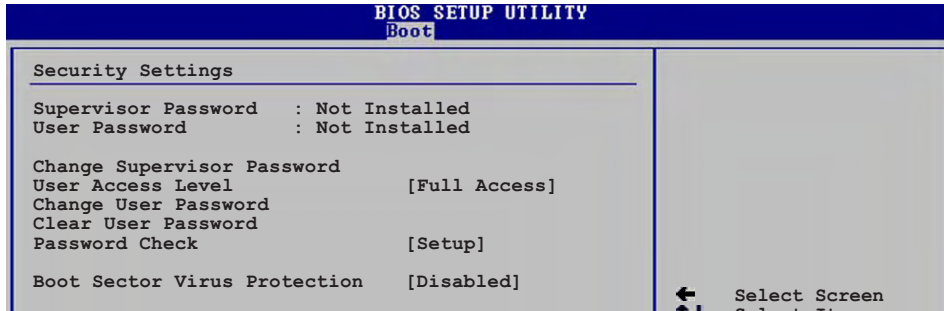 BIOS SETUP UTILITY
Boot
Security Settings
Supervisor Password : Not Installed
User Password : Not Installed
Change Supervisor Password
User Access Level [Full Access]
Change User Password
Clear User Password
Password Check [Setup]
Boot Sector Virus Protection [Disabled]
Select Screen
Select